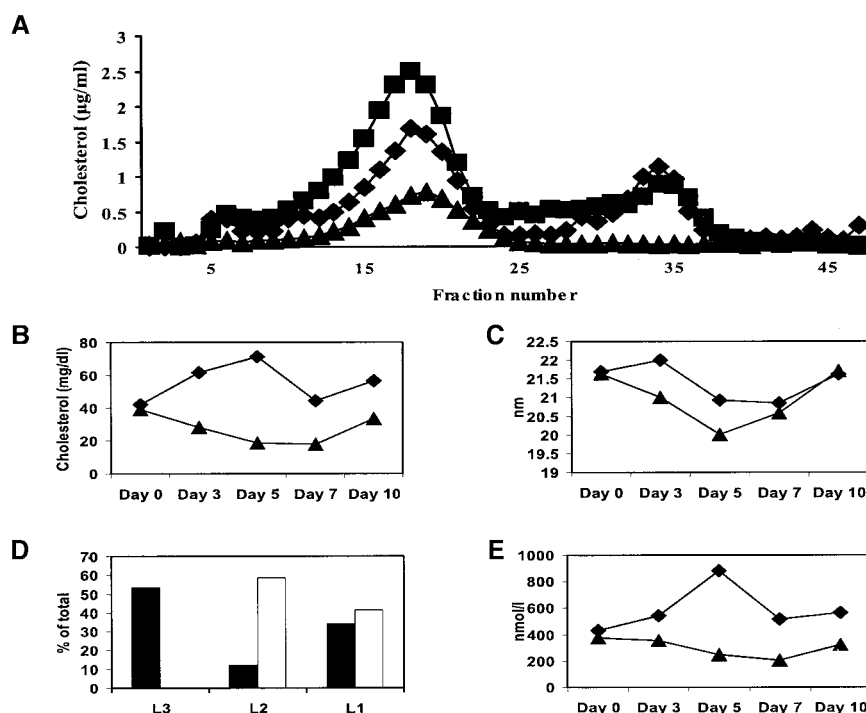 A
Cholesterol (µg/ml)
3
2.5
2
1.5
1
0.5
0
5 15 25 35 45
Fraction number
B
Cholesterol (mg/dl)
80
60
40
20
0
Day 0 Day 3 Day 5 Day 7 Day 10
C
nm
22.5
22
21.5
21
20.5
20
19.5
19
Day 0 Day 3 Day 5 Day 7 Day 10
D
% of total
70
60
50
40
30
20
10
0
L3 L2 L1
E
nmol/l
1000
800
600
400
200
0
Day 0 Day 3 Day 5 Day 7 Day 10